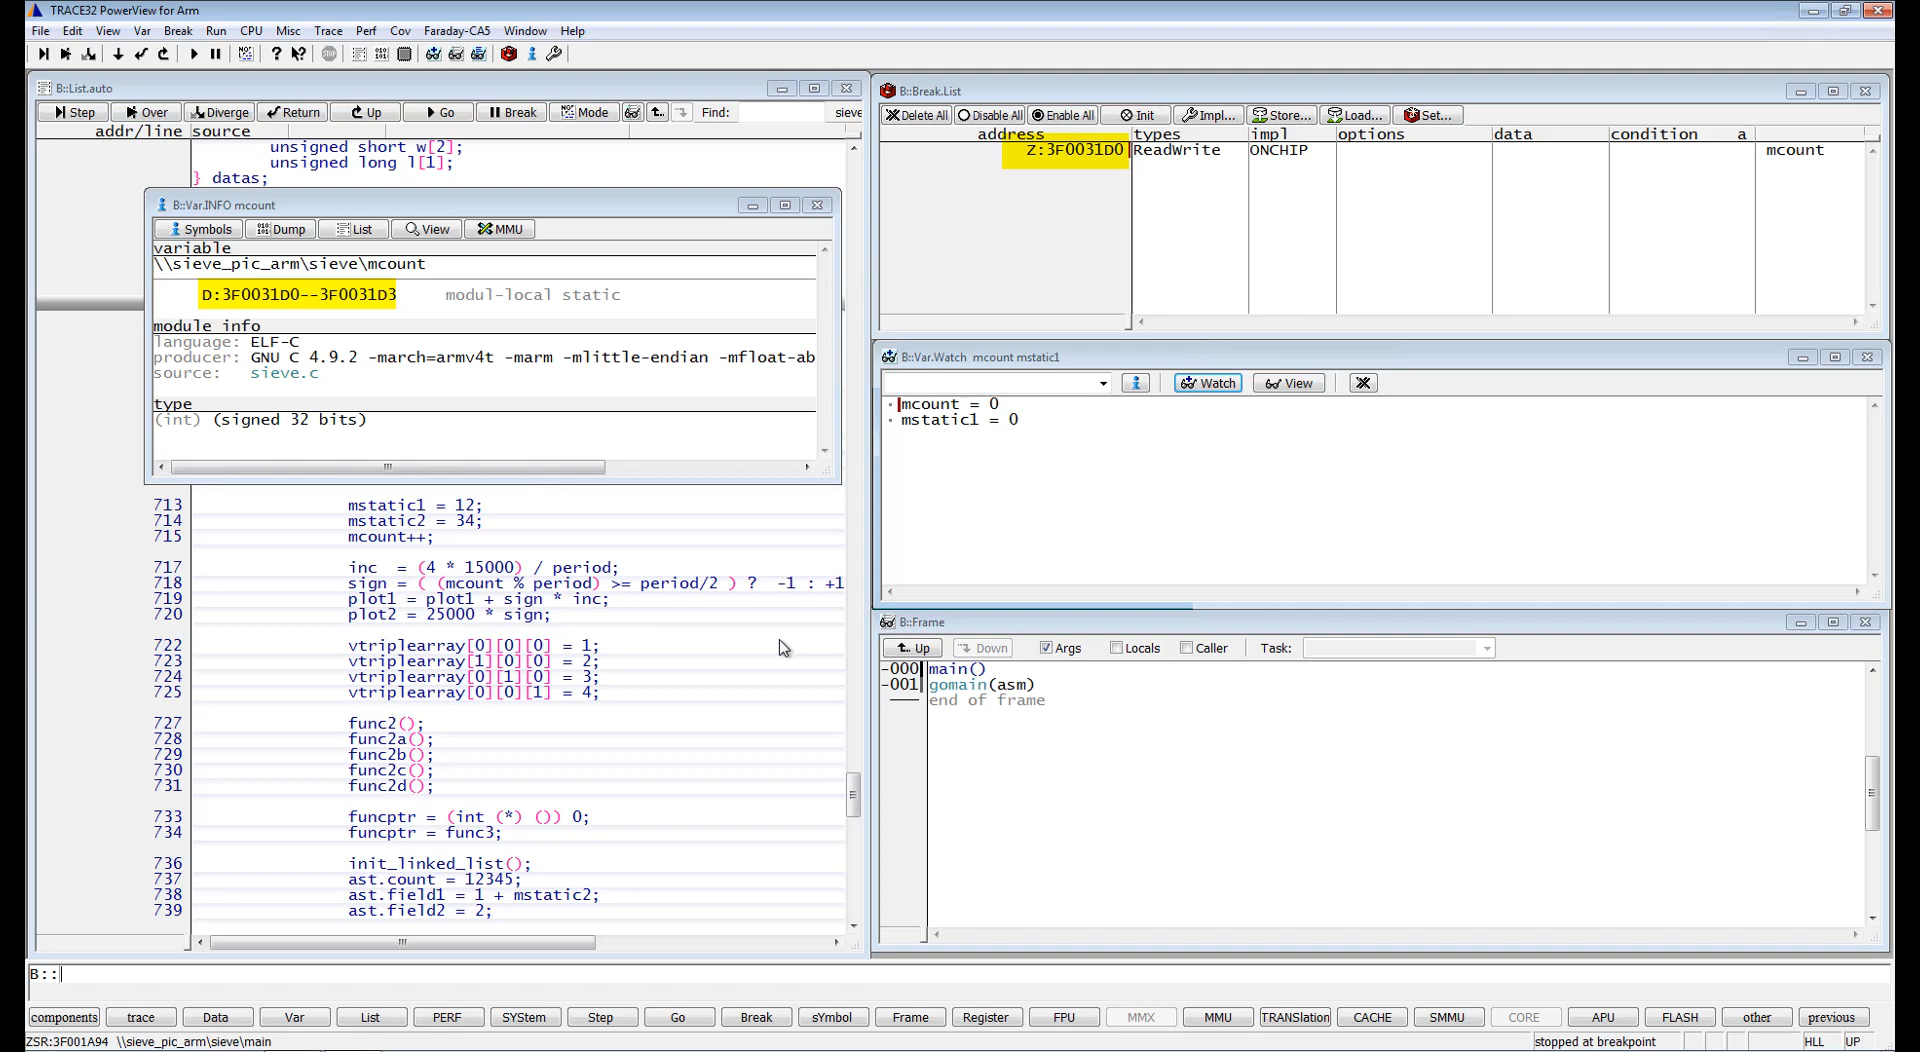 TRACE32 PowerView for Arm
File Edit View Var Break Run CPU Misc Trace Perf Cov Faraday-CA5 Window Help
B::List.auto
Step Over Diverge Return Up Go Break Mode Find: sieve
addr/line source
unsigned short w[2];
unsigned long l[1];
} datas;
B::Var.INFO mcount
Symbols Dump List View MMU
variable
\\sieve_pic_arm\sieve\mcount
D:3F0031D0--3F0031D3 modul-local static
module info
language: ELF-C
producer: GNU C 4.9.2 -march=armv4t -marm -mlittle-endian -mfloat-ab
source: sieve.c
type
(int) (signed 32 bits)
713 mstatic1 = 12;
714 mstatic2 = 34;
715 mcount++;
717 inc = (4 * 15000) / period;
718 sign = ( (mcount % period) >= period/2 ) ? -1 : +1
719 plot1 = plot1 + sign * inc;
720 plot2 = 25000 * sign;
722 vtriplearray[0][0][0] = 1;
723 vtriplearray[1][0][0] = 2;
724 vtriplearray[0][1][0] = 3;
725 vtriplearray[0][0][1] = 4;
727 func2();
728 func2a();
729 func2b();
730 func2c();
731 func2d();
733 funcptr = (int (*) ()) 0;
734 funcptr = func3;
736 init_linked_list();
737 ast.count = 12345;
738 ast.field1 = 1 + mstatic2;
739 ast.field2 = 2;
B::Break.List
Delete All Disable All Enable All Init Impl... Store... Load... Set...
address types impl options data condition a
Z:3F0031D0 ReadWrite ONCHIP mcount
B::Var.Watch mcount mstatic1
Watch View
mcount = 0
mstatic1 = 0
B::Frame
Up Down Args Locals Caller Task:
-000 main()
-001 gomain(asm)
end of frame
B::
components trace Data Var List PERF SYStem Step Go Break sYmbol Frame Register FPU MMX MMU TRANSlation CACHE SMMU CORE APU FLASH other previous
ZSR:3F001A94 \\sieve_pic_arm\sieve\main stopped at breakpoint HLL UP